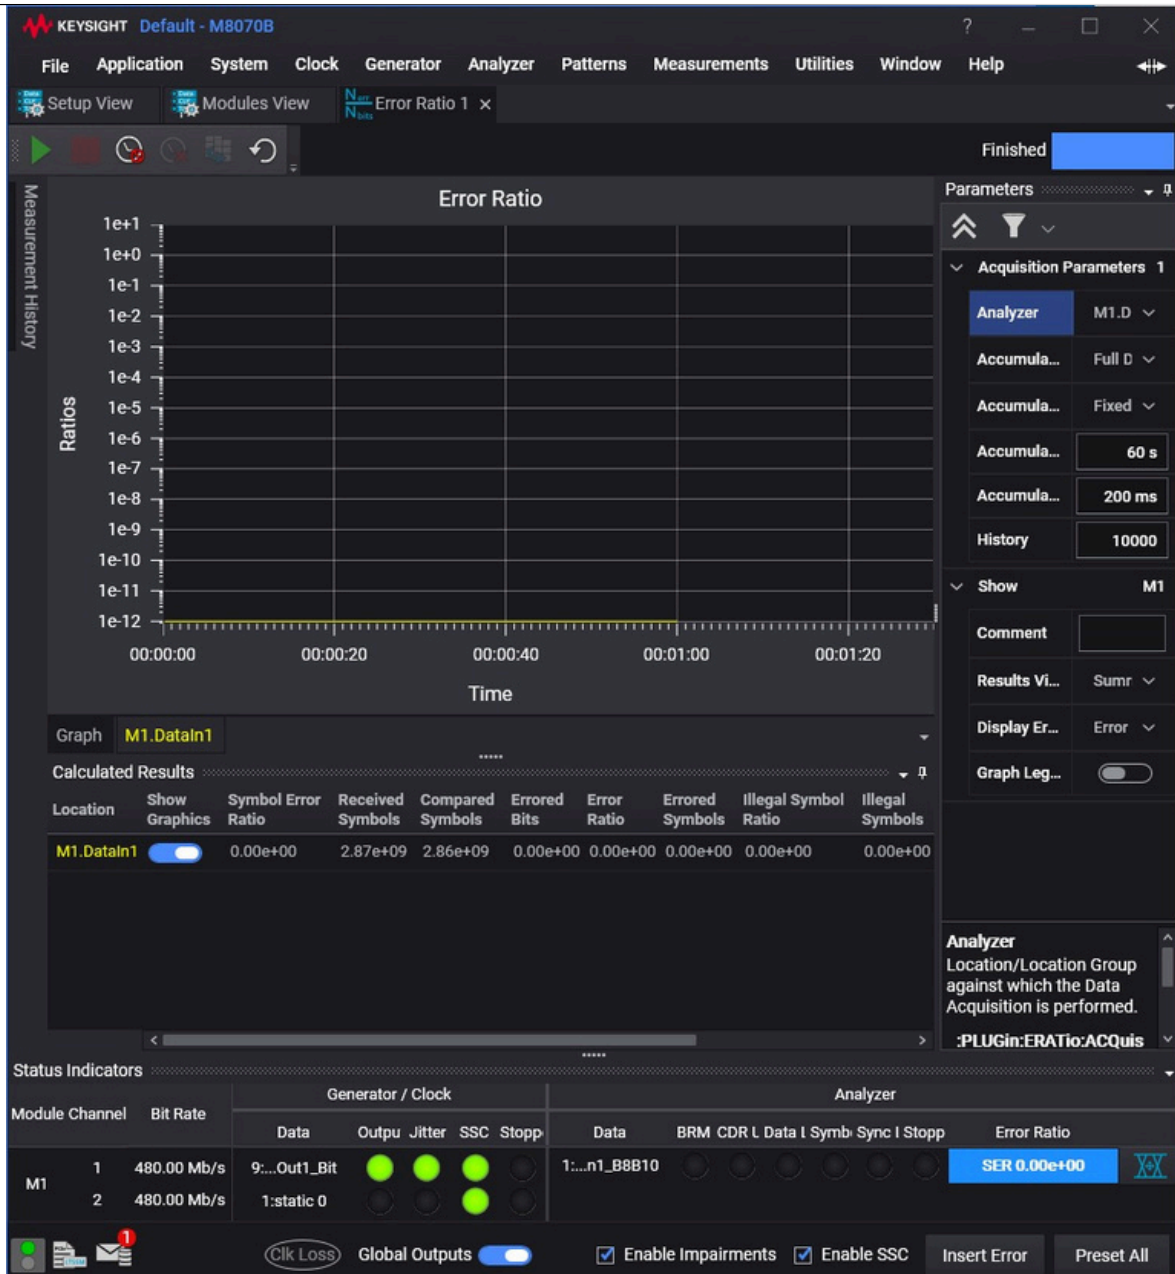 KEYSIGHT Default - M8070B ?
File Application System Clock Generator Analyzer Patterns Measurements Utilities Window Help
Setup View Modules View Nerr Nbits Error Ratio 1 ×
Finished
Measurement History
Error Ratio
1e+1
1e+0
1e-1
1e-2
1e-3
1e-4
1e-5
1e-6
1e-7
1e-8
1e-9
1e-10
1e-11
1e-12
Ratios
00:00:00 00:00:20 00:00:40 00:01:00 00:01:20
Time
Parameters
Acquisition Parameters 1
Analyzer M1.D
Accumula... Full D
Accumula... Fixed
Accumula... 60 s
Accumula... 200 ms
History 10000
Show M1
Comment
Results Vi... Sumr
Display Er... Error
Graph Leg...
Graph M1.DataIn1
Calculated Results
Location Show Graphics Symbol Error Ratio Received Symbols Compared Symbols Errored Bits Error Ratio Errored Symbols Illegal Symbol Ratio Illegal Symbols
M1.DataIn1 0.00e+00 2.87e+09 2.86e+09 0.00e+00 0.00e+00 0.00e+00 0.00e+00 0.00e+00
Analyzer
Location/Location Group
against which the Data
Acquisition is performed.
:PLUGin:ERATio:ACQuis
Status Indicators
Generator / Clock Analyzer
Module Channel Bit Rate Data Outpu Jitter SSC Stopp Data BRM CDR L Data L Symb Sync l Stopp Error Ratio
M1
1 480.00 Mb/s 9:...Out1_Bit 1:...n1_B8B10 SER 0.00e+00
2 480.00 Mb/s 1:static 0
1 Clk Loss Global Outputs Enable Impairments Enable SSC Insert Error Preset All